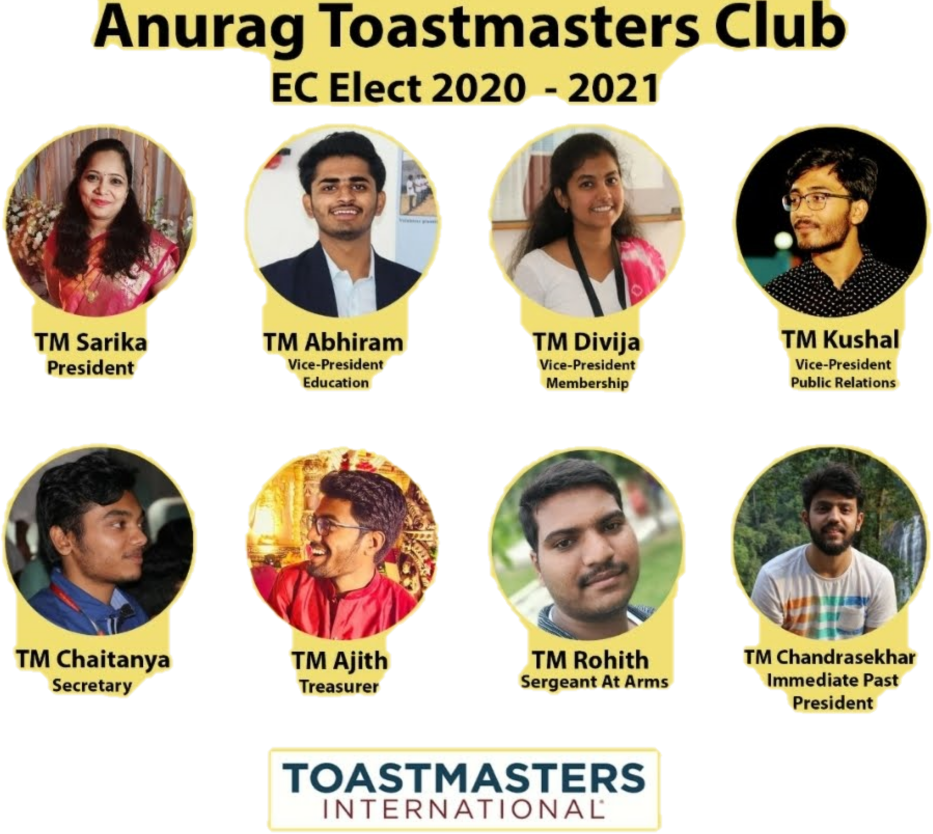 Anurag Toastmasters Club
EC Elect 2020 - 2021
TM Sarika
President
TM Abhiram
Vice-President
Education
TM Divija
Vice-President
Membership
TM Kushal
Vice-President
Public Relations
TM Chaitanya
Secretary
TM Ajith
Treasurer
TM Rohith
Sergeant At Arms
TM Chandrasekhar
Immediate Past
President
TOASTMASTERS
INTERNATIONAL